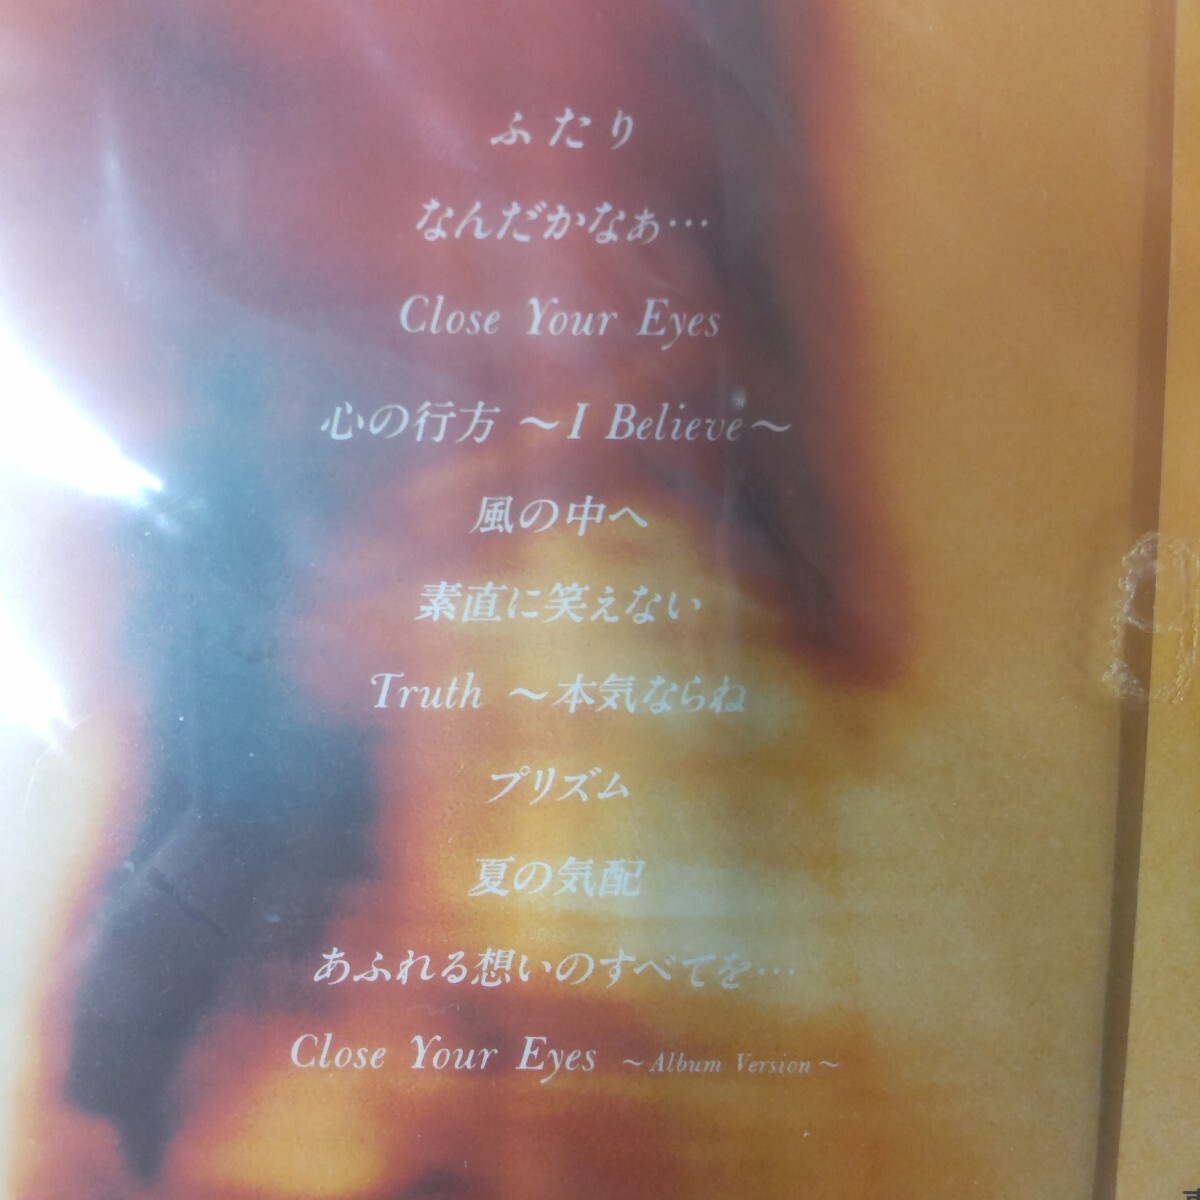 ふたり
なんだかなぁ…
Close Your Eyes
心の行方 ～I Believe～
風の中へ
素直に笑えない
Truth ～本気ならね
プリズム
夏の気配
あふれる想いのすべてを…
Close Your Eyes ～Album Version～